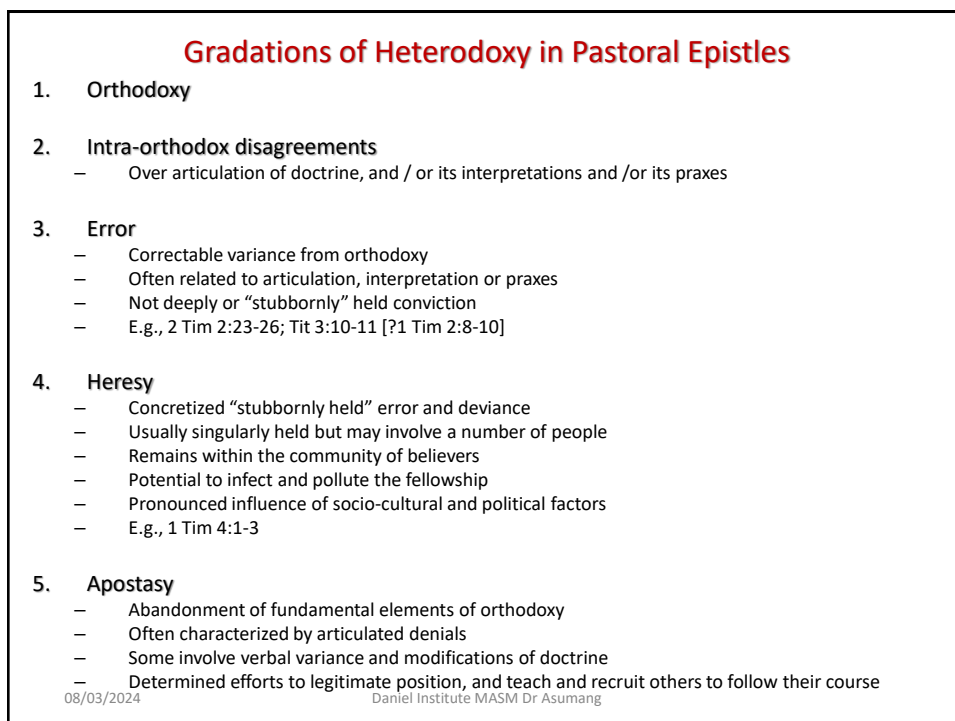 Gradations of Heterodoxy in Pastoral Epistles
1. Orthodoxy
2. Intra-orthodox disagreements
– Over articulation of doctrine, and / or its interpretations and /or its praxes
3. Error
– Correctable variance from orthodoxy
– Often related to articulation, interpretation or praxes
– Not deeply or “stubbornly” held conviction
– E.g., 2 Tim 2:23-26; Tit 3:10-11 [?1 Tim 2:8-10]
4. Heresy
– Concretized “stubbornly held” error and deviance
– Usually singularly held but may involve a number of people
– Remains within the community of believers
– Potential to infect and pollute the fellowship
– Pronounced influence of socio-cultural and political factors
– E.g., 1 Tim 4:1-3
5. Apostasy
– Abandonment of fundamental elements of orthodoxy
– Often characterized by articulated denials
– Some involve verbal variance and modifications of doctrine
– Determined efforts to legitimate position, and teach and recruit others to follow their course
08/03/2024 Daniel Institute MASM Dr Asumang